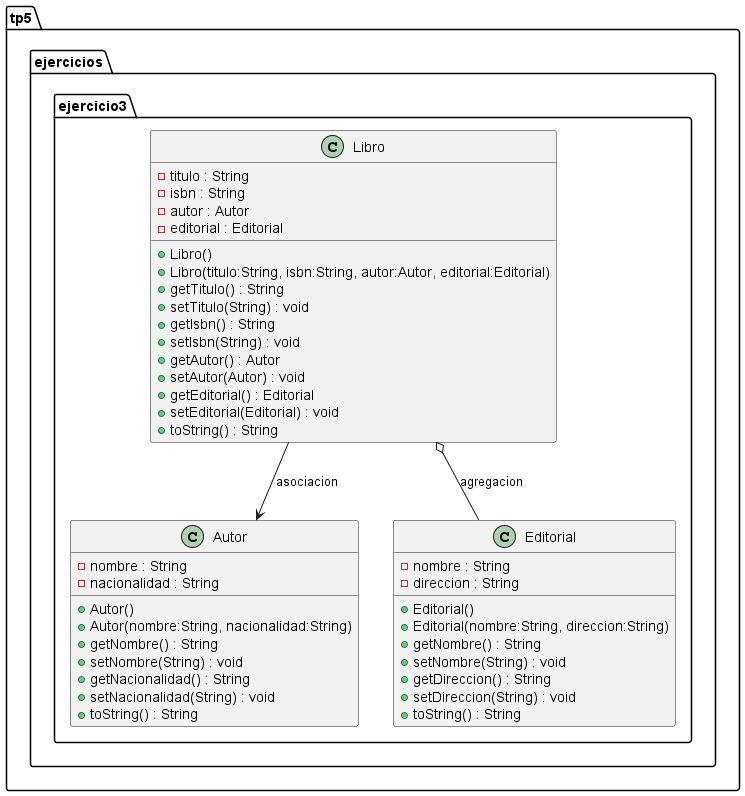 tp5
ejercicios
ejercicio3
C Libro
titulo : String
isbn : String
autor : Autor
editorial : Editorial
Libro()
Libro(titulo:String, isbn:String, autor:Autor, editorial:Editorial)
getTitulo() : String
setTitulo(String) : void
getIsbn() : String
setIsbn(String) : void
getAutor() : Autor
setAutor(Autor) : void
getEditorial() : Editorial
setEditorial(Editorial) : void
toString() : String
asociacion
agregacion
C Autor
nombre : String
nacionalidad : String
Autor()
Autor(nombre:String, nacionalidad:String)
getNombre() : String
setNombre(String) : void
getNacionalidad() : String
setNacionalidad(String) : void
toString() : String
C Editorial
nombre : String
direccion : String
Editorial()
Editorial(nombre:String, direccion:String)
getNombre() : String
setNombre(String) : void
getDireccion() : String
setDireccion(String) : void
toString() : String